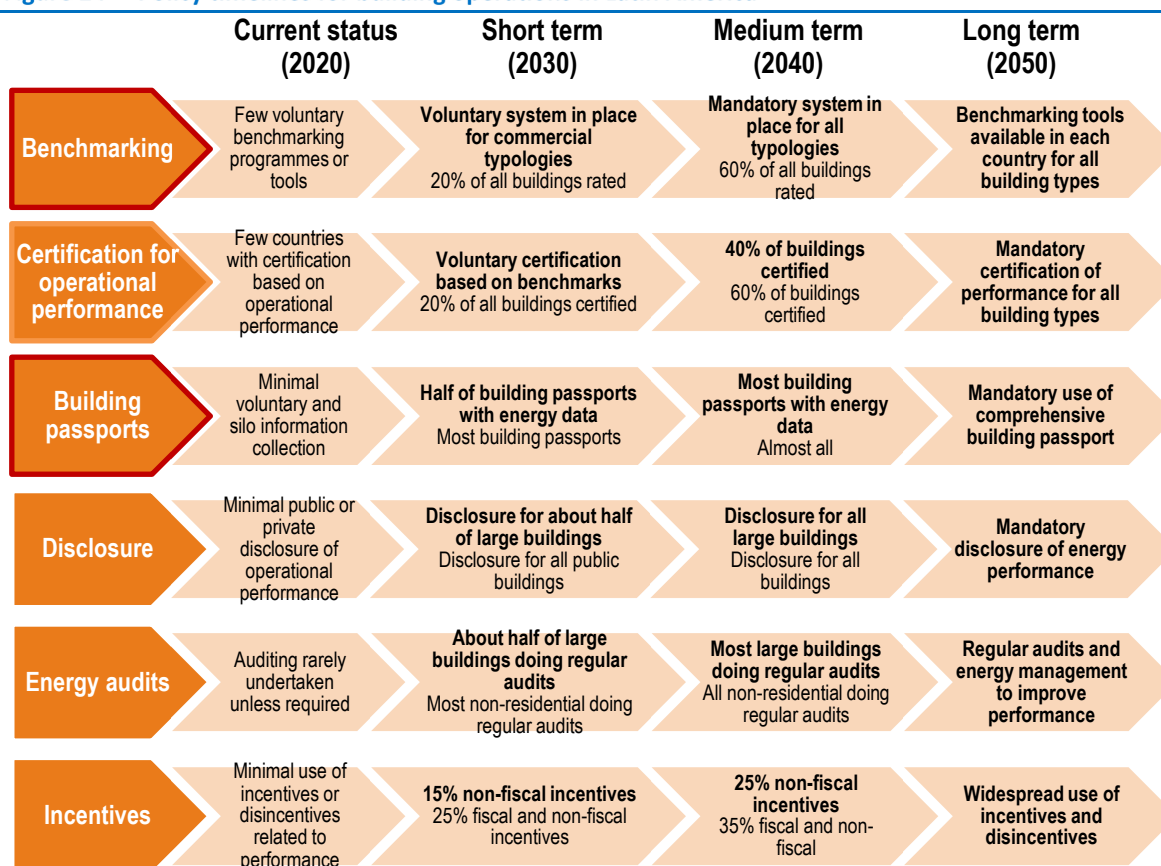 Figure Policy timelines for building operations in Latin America
Current status
(2020)
Short term
(2030)
Medium term
(2040)
Long term
(2050)
Benchmarking
Few voluntary
benchmarking
programmes or
tools
Voluntary system in place
for commercial
typologies
20% of all buildings rated
Mandatory system in
place for all
typologies
60% of all buildings
rated
Benchmarking tools
available in each
country for all
building types
Certification for
operational
performance
Few countries
with certification
based on
operational
performance
Voluntary certification
based on benchmarks
20% of all buildings certified
40% of buildings
certified
60% of buildings
certified
Mandatory
certification of
performance for all
building types
Building
passports
Minimal
voluntary and
silo information
collection
Half of building passports
with energy data
Most building passports
Most building
passports with energy
data
Almost all
Mandatory use of
comprehensive
building passport
Disclosure
Minimal public or
private
disclosure of
operational
performance
Disclosure for about half
of large buildings
Disclosure for all public
buildings
Disclosure for all
large buildings
Disclosure for all
buildings
Mandatory
disclosure of energy
performance
Energy audits
Auditing rarely
undertaken
unless required
About half of large
buildings doing regular
audits
Most non-residential doing
regular audits
Most large buildings
doing regular audits
All non-residential doing
regular audits
Regular audits and
energy management
to improve
performance
Incentives
Minimal use of
incentives or
disincentives
related to
performance
15% non-fiscal incentives
25% fiscal and non-fiscal
incentives
25% non-fiscal
incentives
35% fiscal and non-
fiscal
Widespread use of
incentives and
disincentives